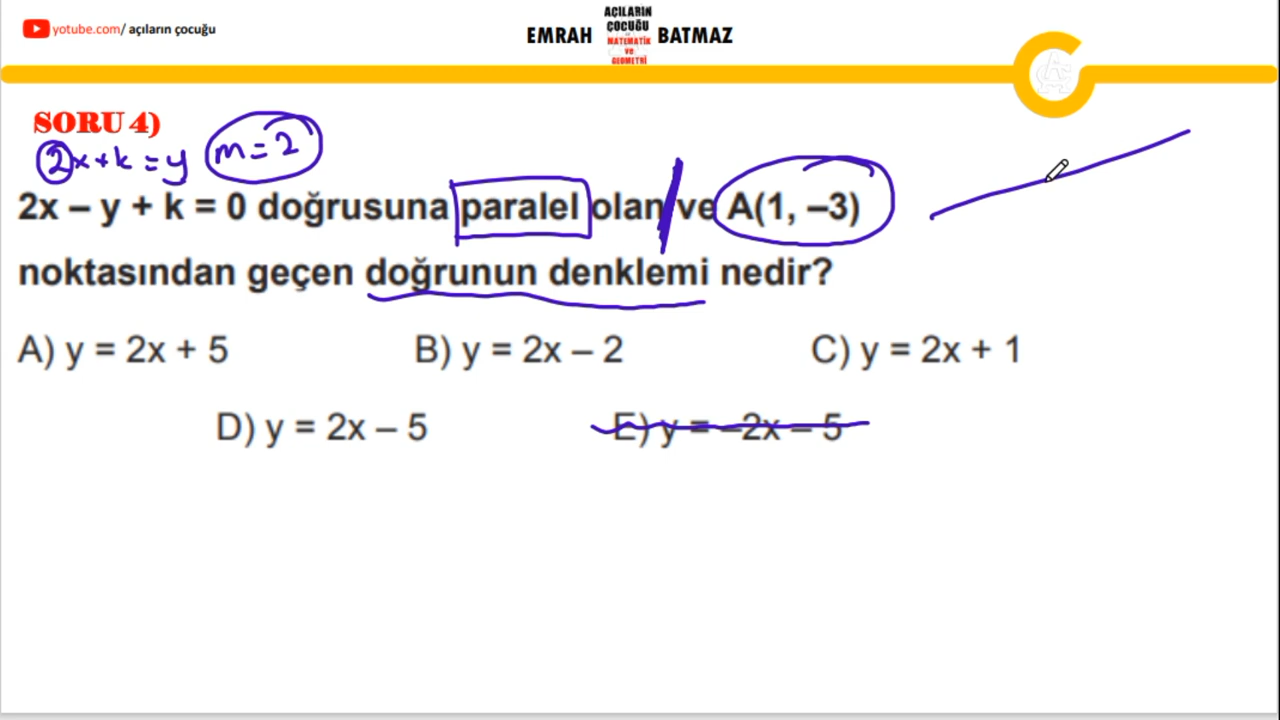 yotube.com/ açıların çocuğu
EMRAH
AÇILARIN
ÇOCUĞU
MATEMATİK
ve
GEOMETRİ
BATMAZ
SORU 4)
2x+k=y m=2
2x – y + k = 0 doğrusuna paralel olan ve A(1, –3)
noktasından geçen doğrunun denklemi nedir?
A) y = 2x + 5 B) y = 2x – 2 C) y = 2x + 1
D) y = 2x – 5 E) y = –2x – 5